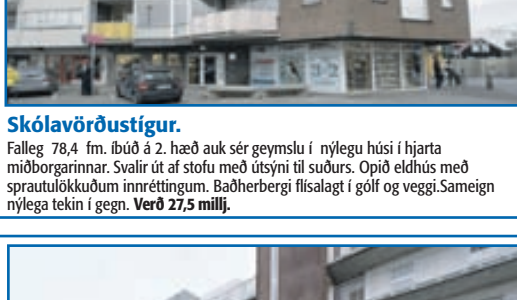 Skólavörðustígur.
Falleg 78,4 fm. íbúð á 2. hæð auk sér geymslu í nýlegu húsi í hjarta
miðborgarinnar. Svalir út af stofu með útsýni til suðurs. Opið eldhús með
sprautulökkuðum innréttingum. Baðherbergi flísalagt í gólf og veggi.Sameign
nýlega tekin í gegn. Verð 27,5 millj.